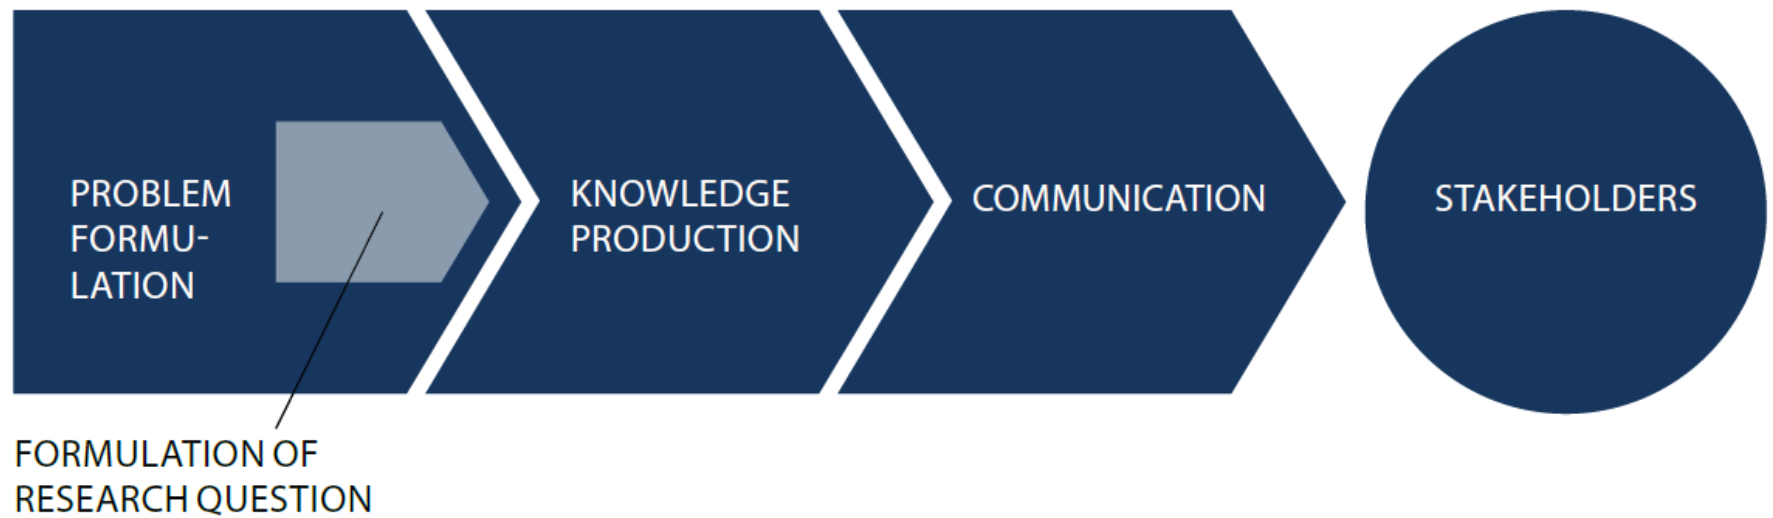 PROBLEM
FORMU-
LATION
KNOWLEDGE
PRODUCTION
COMMUNICATION
STAKEHOLDERS
FORMULATION OF
RESEARCH QUESTION